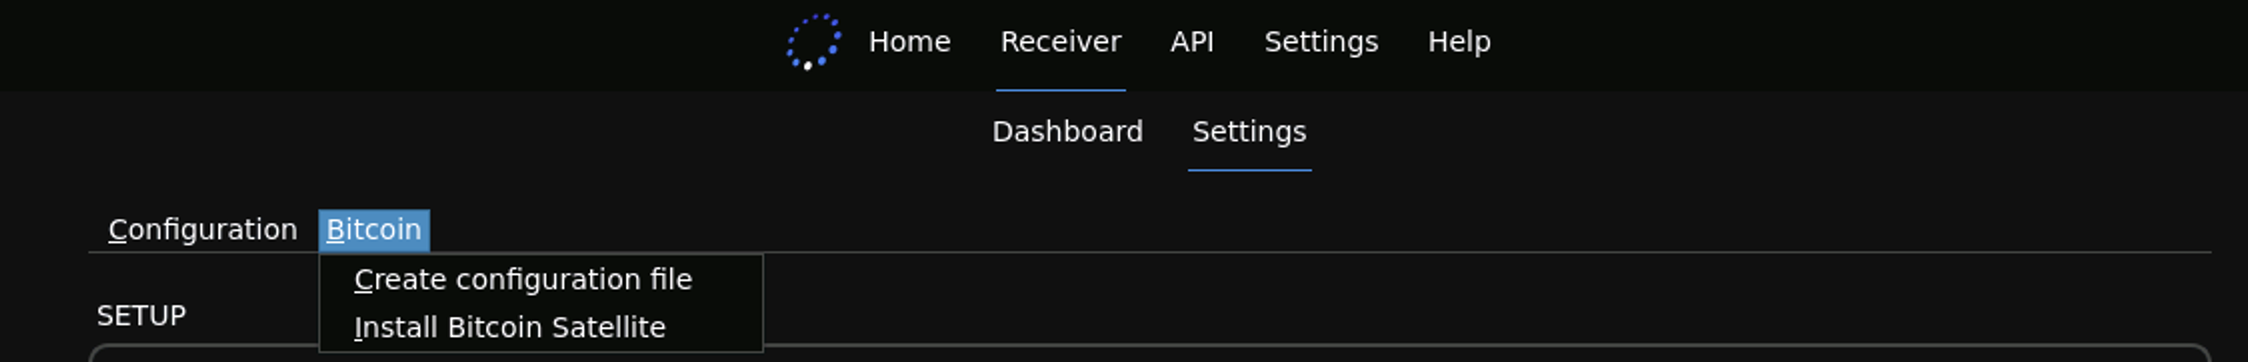 Home Receiver API Settings Help
Dashboard Settings
Configuration Bitcoin
Create configuration file
SETUP
Install Bitcoin Satellite